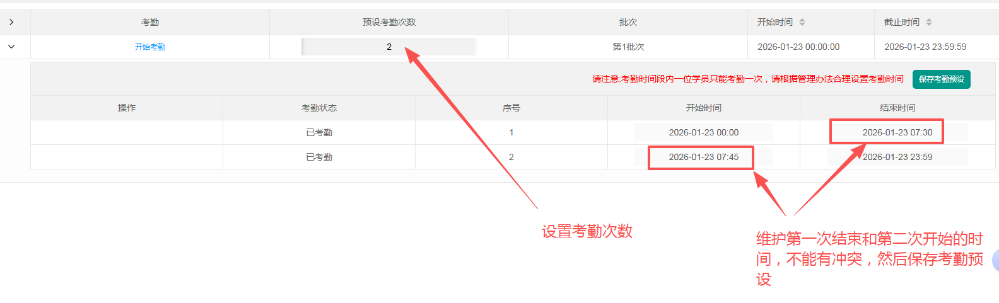 考勤 预设考勤次数 批次 开始时间 截止时间
开始考勤 2 第1批次 2026-01-23 00:00:00 2026-01-23 23:59:59
请注意:考勤时间段内一位学员只能考勤一次，请根据管理办法合理设置考勤时间 保存考勤预设
操作 考勤状态 序号 开始时间 结束时间
已考勤 1 2026-01-23 00:00 2026-01-23 07:30
已考勤 2 2026-01-23 07:45 2026-01-23 23:59
设置考勤次数
维护第一次结束和第二次开始的时
间，不能有冲突，然后保存考勤预
设